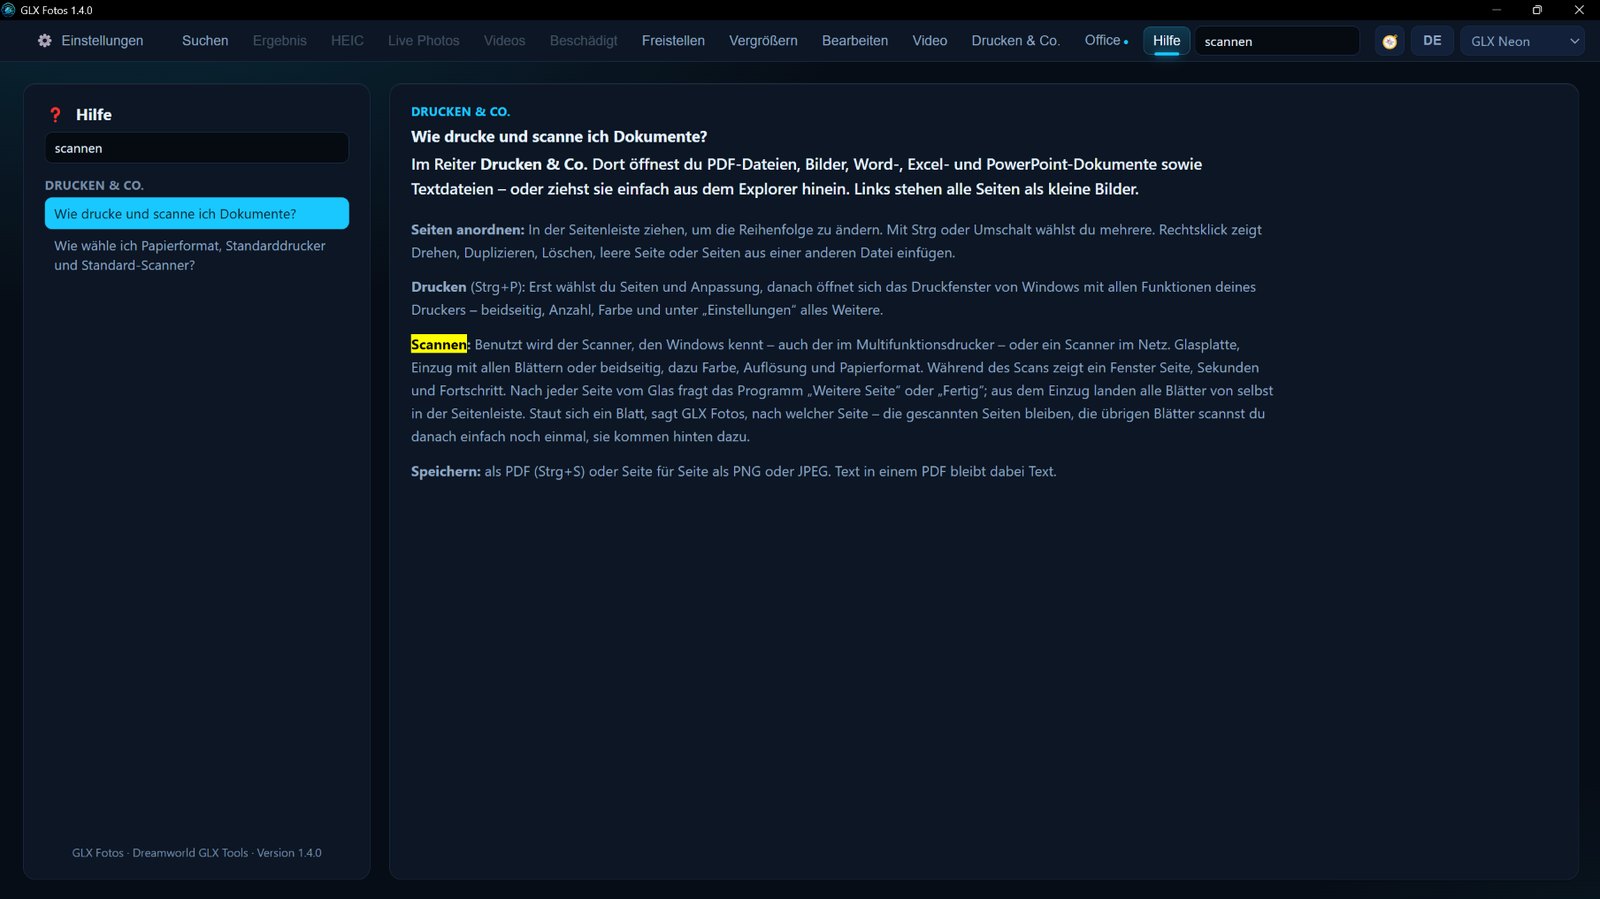 GLX Fotos 1.4.0
Einstellungen Suchen Ergebnis HEIC Live Photos Videos Beschädigt Freistellen Vergrößern Bearbeiten Video Drucken & Co. Office Hilfe scannen DE GLX Neon
Hilfe
scannen
DRUCKEN & CO.
Wie drucke und scanne ich Dokumente?
Wie wähle ich Papierformat, Standarddrucker
und Standard-Scanner?
GLX Fotos · Dreamworld GLX Tools · Version 1.4.0
DRUCKEN & CO.
Wie drucke und scanne ich Dokumente?
Im Reiter Drucken & Co. Dort öffnest du PDF-Dateien, Bilder, Word-, Excel- und PowerPoint-Dokumente sowie
Textdateien – oder ziehst sie einfach aus dem Explorer hinein. Links stehen alle Seiten als kleine Bilder.
Seiten anordnen: In der Seitenleiste ziehen, um die Reihenfolge zu ändern. Mit Strg oder Umschalt wählst du mehrere. Rechtsklick zeigt
Drehen, Duplizieren, Löschen, leere Seite oder Seiten aus einer anderen Datei einfügen.
Drucken (Strg+P): Erst wählst du Seiten und Anpassung, danach öffnet sich das Druckfenster von Windows mit allen Funktionen deines
Druckers – beidseitig, Anzahl, Farbe und unter „Einstellungen“ alles Weitere.
Scannen: Benutzt wird der Scanner, den Windows kennt – auch der im Multifunktionsdrucker – oder ein Scanner im Netz. Glasplatte,
Einzug mit allen Blättern oder beidseitig, dazu Farbe, Auflösung und Papierformat. Während des Scans zeigt ein Fenster Seite, Sekunden
und Fortschritt. Nach jeder Seite vom Glas fragt das Programm „Weitere Seite“ oder „Fertig“; aus dem Einzug landen alle Blätter von selbst
in der Seitenleiste. Staut sich ein Blatt, sagt GLX Fotos, nach welcher Seite – die gescannten Seiten bleiben, die übrigen Blätter scannst du
danach einfach noch einmal, sie kommen hinten dazu.
Speichern: als PDF (Strg+S) oder Seite für Seite als PNG oder JPEG. Text in einem PDF bleibt dabei Text.